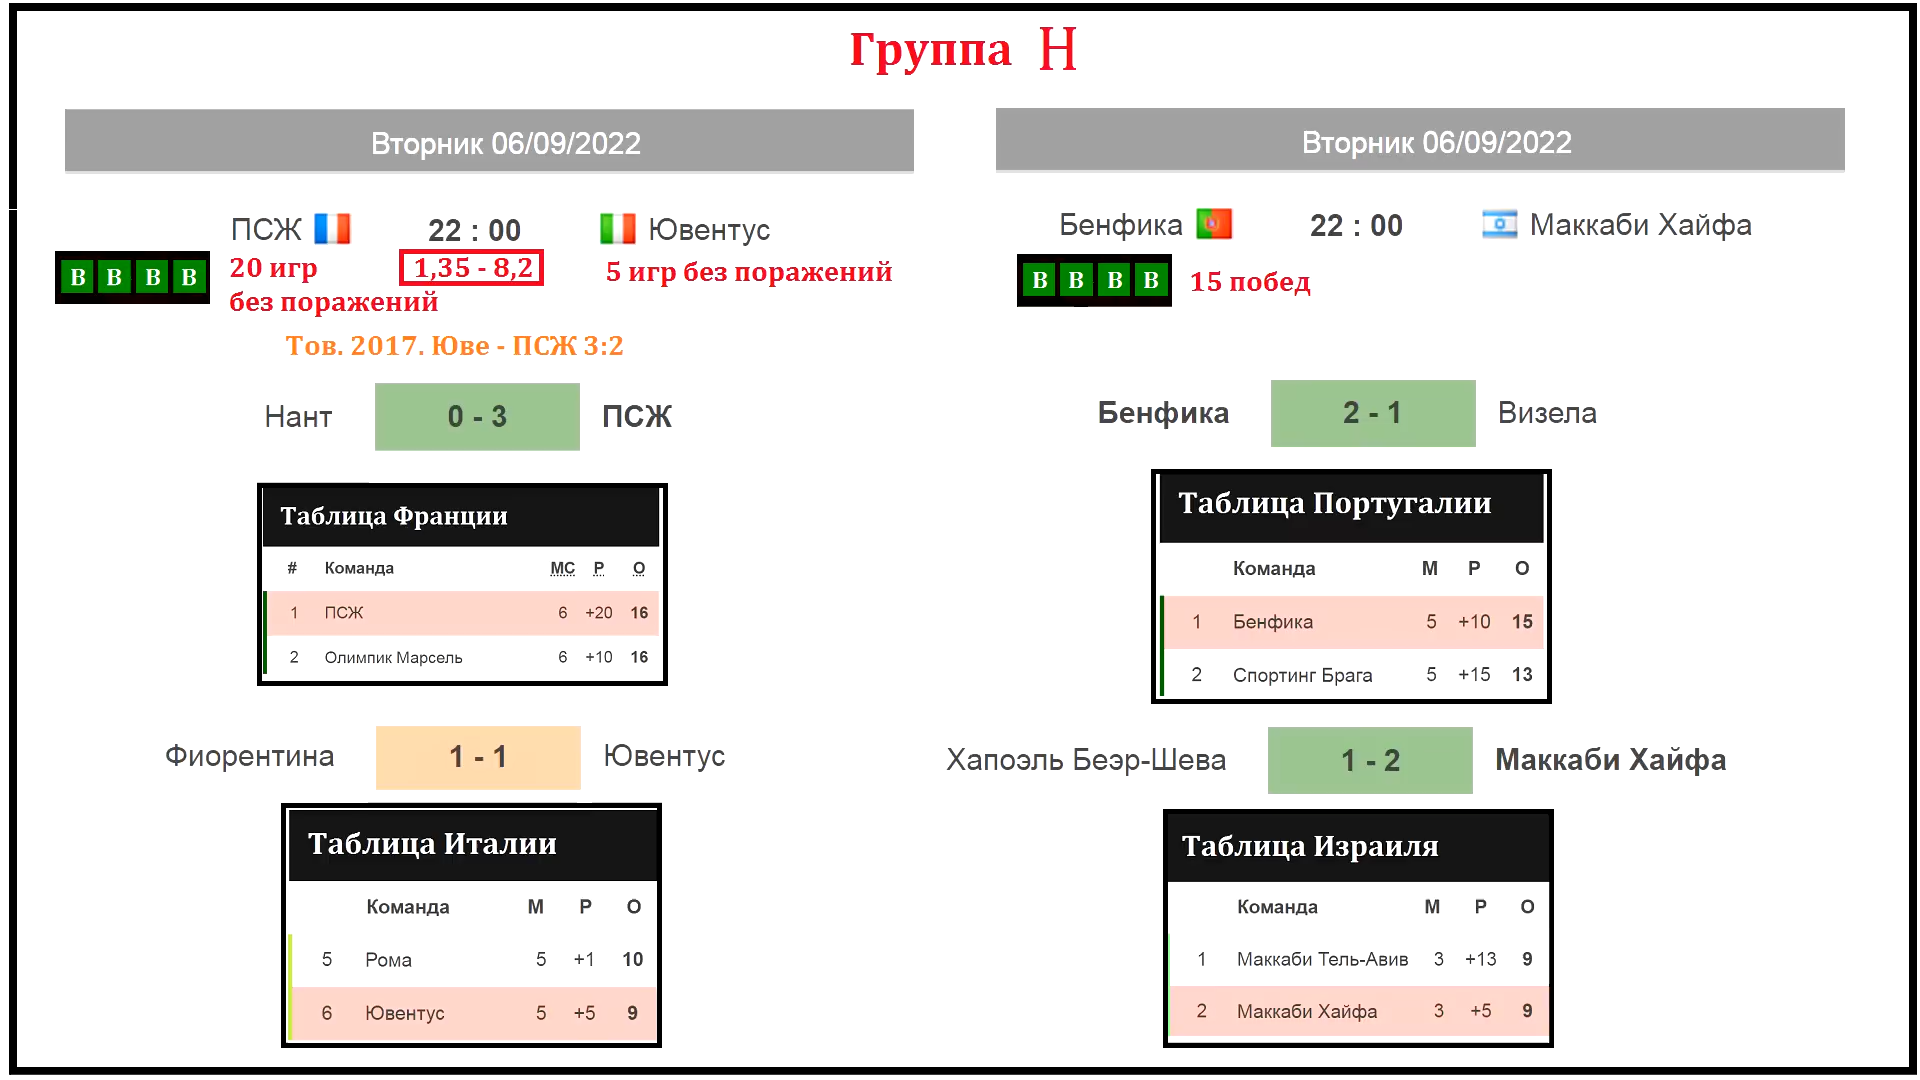 Группа H
Вторник 06/09/2022
ПСЖ 22 : 00 Ювентус
В В В В
20 игр
без поражений
1,35 - 8,2
5 игр без поражений
Тов. 2017. Юве - ПСЖ 3:2
Нант 0 - 3 ПСЖ
Таблица Франции
# Команда МС Р О
1 ПСЖ 6 +20 16
2 Олимпик Марсель 6 +10 16
Фиорентина 1 - 1 Ювентус
Таблица Италии
Команда М Р О
5 Рома 5 +1 10
6 Ювентус 5 +5 9
Вторник 06/09/2022
Бенфика 22 : 00 Маккаби Хайфа
В В В В 15 побед
Бенфика 2 - 1 Визела
Таблица Португалии
Команда М Р О
1 Бенфика 5 +10 15
2 Спортинг Брага 5 +15 13
Хапоэль Беэр-Шева 1 - 2 Маккаби Хайфа
Таблица Израиля
Команда М Р О
1 Маккаби Тель-Авив 3 +13 9
2 Маккаби Хайфа 3 +5 9